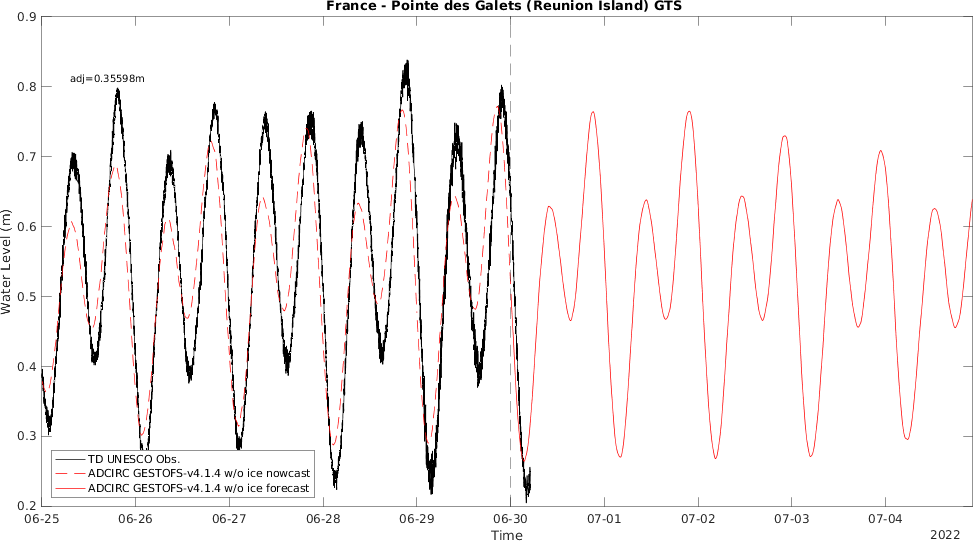 France - Pointe des Galets (Reunion Island) GTS
0.9
0.8
0.7
0.6
0.5
0.4
0.3
0.2
Water Level (m)
adj=0.35598m
TD UNESCO Obs.
ADCIRC GESTOFS-v4.1.4 w/o ice nowcast
ADCIRC GESTOFS-v4.1.4 w/o ice forecast
06-25 06-26 06-27 06-28 06-29 06-30 07-01 07-02 07-03 07-04
Time
2022